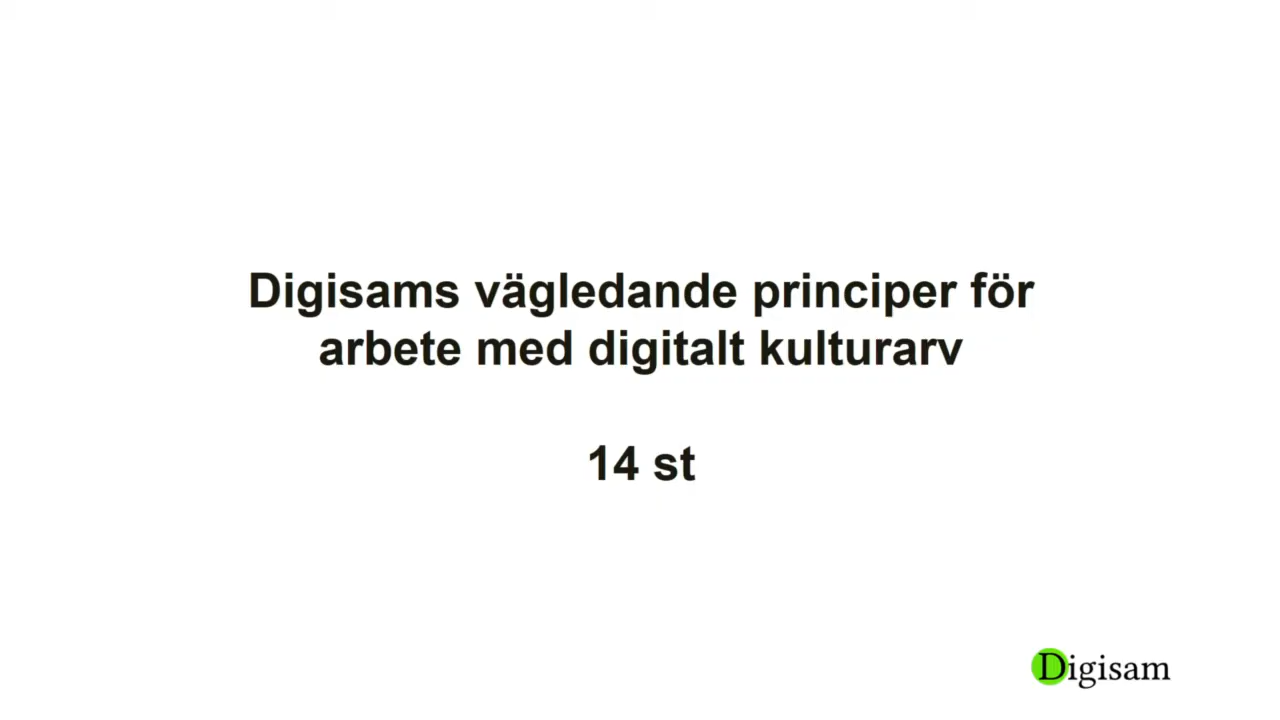 Digisams vägledande principer för
arbete med digitalt kulturarv
14 st
Digisam